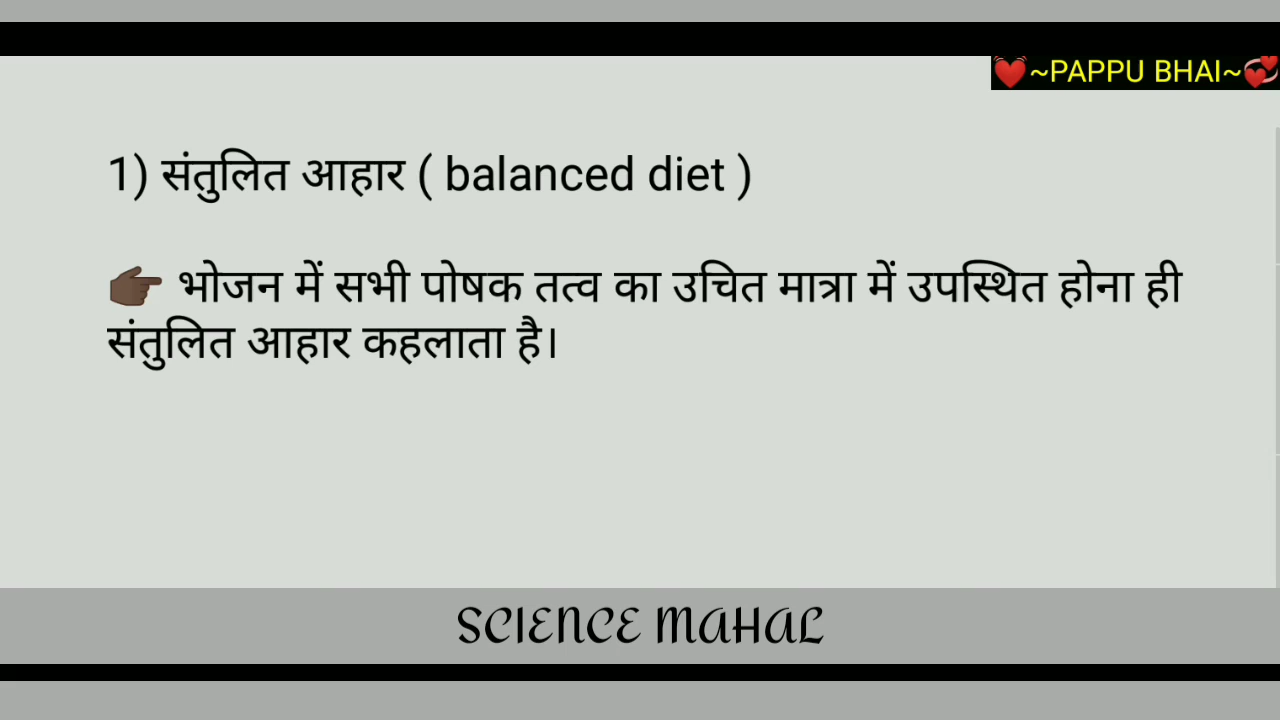 ❤️~PAPPU BHAI~💞
1) संतुलित आहार ( balanced diet )
👉🏿 भोजन में सभी पोषक तत्व का उचित मात्रा में उपस्थित होना ही
संतुलित आहार कहलाता है।
SCIENCE MAHAL